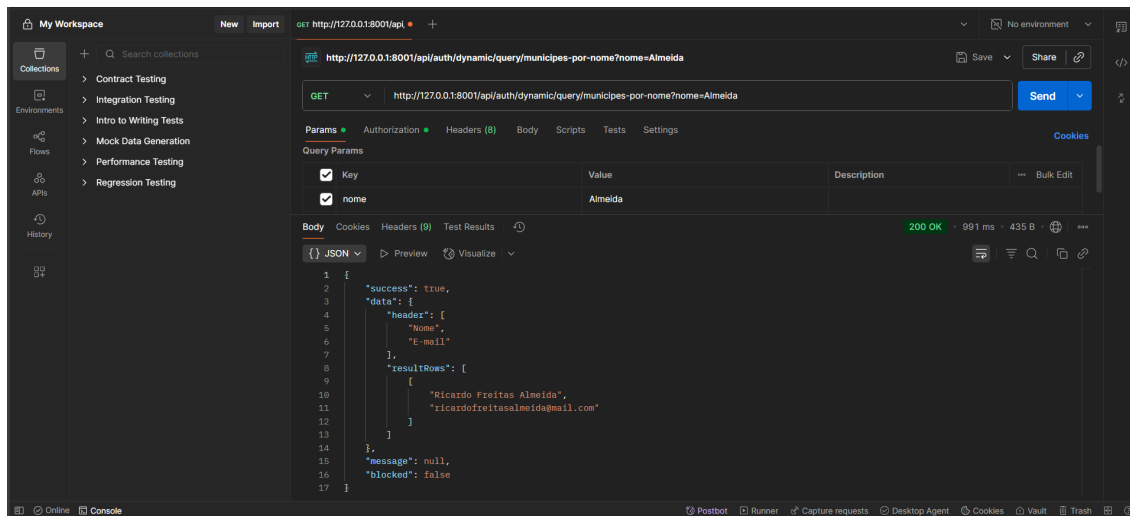 My Workspace
New Import
GET http://127.0.0.1:8001/api,
No environment
Collections
Environments
Flows
APIs
History
Search collections
Contract Testing
Integration Testing
Intro to Writing Tests
Mock Data Generation
Performance Testing
Regression Testing
HTTP http://127.0.0.1:8001/api/auth/dynamic/query/municipes-por-nome?nome=Almeida
Save Share
GET http://127.0.0.1:8001/api/auth/dynamic/query/municipes-por-nome?nome=Almeida
Send
Params Authorization Headers (8) Body Scripts Tests Settings
Cookies
Query Params
Key Value Description Bulk Edit
nome Almeida
Body Cookies Headers (9) Test Results
200 OK 991 ms 435 B
{} JSON Preview Visualize
1 {
2 "success": true,
3 "data": {
4 "header": [
5 "Nome",
6 "E-mail"
7 ],
8 "resultRows": [
9 [
10 "Ricardo Freitas Almeida",
11 "ricardofreitasalmeida@mail.com"
12 ]
13 ]
14 },
15 "message": null,
16 "blocked": false
17 }
Online Console
Postbot Runner Capture requests Desktop Agent Cookies Vault Trash